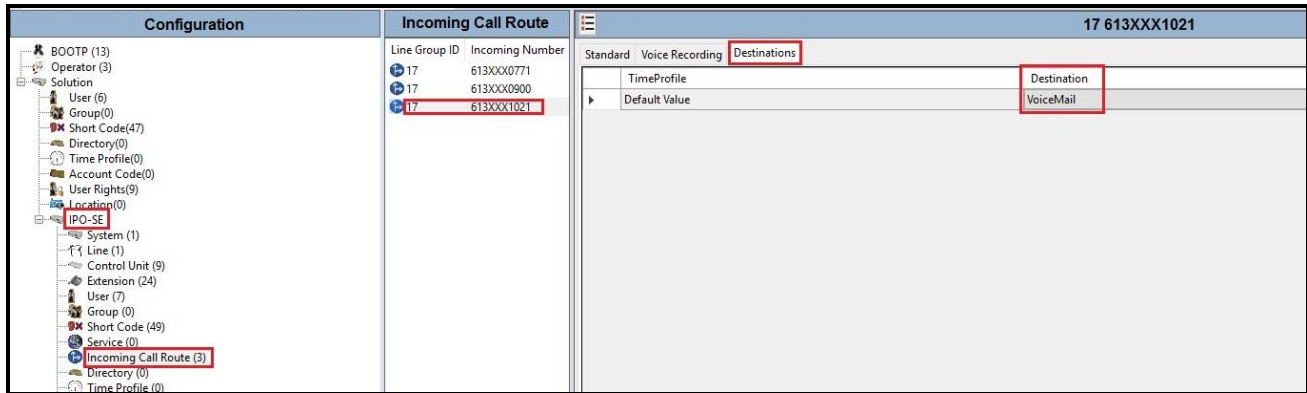 Configuration
BOOTP (13)
Operator (3)
Solution
User (6)
Group(0)
Short Code(47)
Directory(0)
Time Profile(0)
Account Code(0)
User Rights(9)
Location(0)
IPO-SE
System (1)
Line (1)
Control Unit (9)
Extension (24)
User (7)
Group (0)
Short Code (49)
Service (0)
Incoming Call Route (3)
Directory (0)
Time Profile (0)
Incoming Call Route
Line Group ID Incoming Number
17 613XXX0771
17 613XXX0900
17 613XXX1021
17 613XXX1021
Standard Voice Recording Destinations
TimeProfile Destination
Default Value VoiceMail